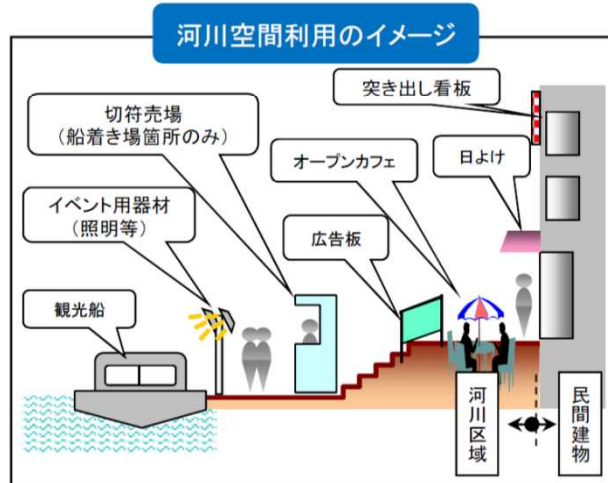 河川空間利用のイメージ
突き出し看板
切符売場
（船着き場箇所のみ）
日よけ
オープンカフェ
イベント用器材
（照明等）
広告板
観光船
河川区域
民間建物